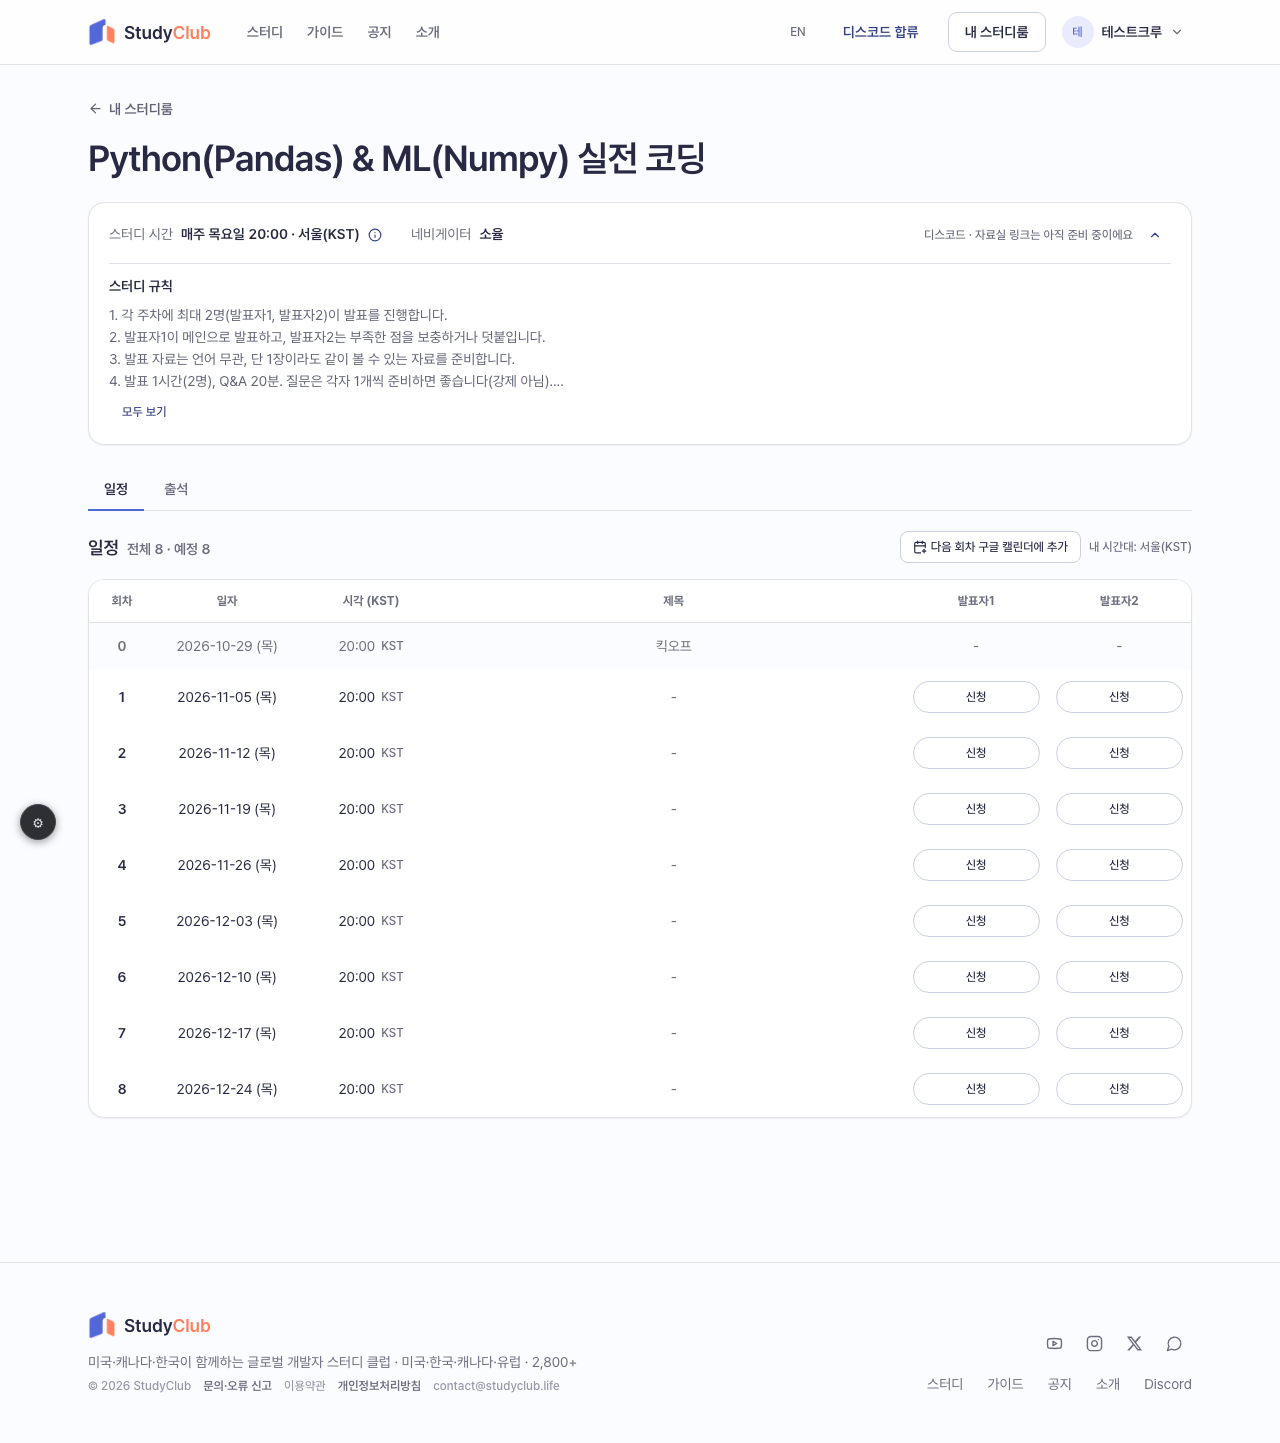 StudyClub 스터디 가이드 공지 소개 EN 디스코드 합류 내 스터디룸 테 테스트크루
← 내 스터디룸
Python(Pandas) & ML(Numpy) 실전 코딩
스터디 시간 매주 목요일 20:00 · 서울(KST) 네비게이터 소율 디스코드 · 자료실 링크는 아직 준비 중이에요
스터디 규칙
1. 각 주차에 최대 2명(발표자1, 발표자2)이 발표를 진행합니다.
2. 발표자1이 메인으로 발표하고, 발표자2는 부족한 점을 보충하거나 덧붙입니다.
3. 발표 자료는 언어 무관, 단 1장이라도 같이 볼 수 있는 자료를 준비합니다.
4. 발표 1시간(2명), Q&A 20분. 질문은 각자 1개씩 준비하면 좋습니다(강제 아님)....
모두 보기
일정 출석
일정 전체 8 · 예정 8 다음 회차 구글 캘린더에 추가 내 시간대: 서울(KST)
회차 일자 시각 (KST) 제목 발표자1 발표자2
0 2026-10-29 (목) 20:00 KST 킥오프 - -
1 2026-11-05 (목) 20:00 KST - 신청 신청
2 2026-11-12 (목) 20:00 KST - 신청 신청
3 2026-11-19 (목) 20:00 KST - 신청 신청
4 2026-11-26 (목) 20:00 KST - 신청 신청
5 2026-12-03 (목) 20:00 KST - 신청 신청
6 2026-12-10 (목) 20:00 KST - 신청 신청
7 2026-12-17 (목) 20:00 KST - 신청 신청
8 2026-12-24 (목) 20:00 KST - 신청 신청
StudyClub
미국·캐나다·한국이 함께하는 글로벌 개발자 스터디 클럽 · 미국·한국·캐나다·유럽 · 2,800+
© 2026 StudyClub 문의·오류 신고 이용약관 개인정보처리방침 contact@studyclub.life
스터디 가이드 공지 소개 Discord